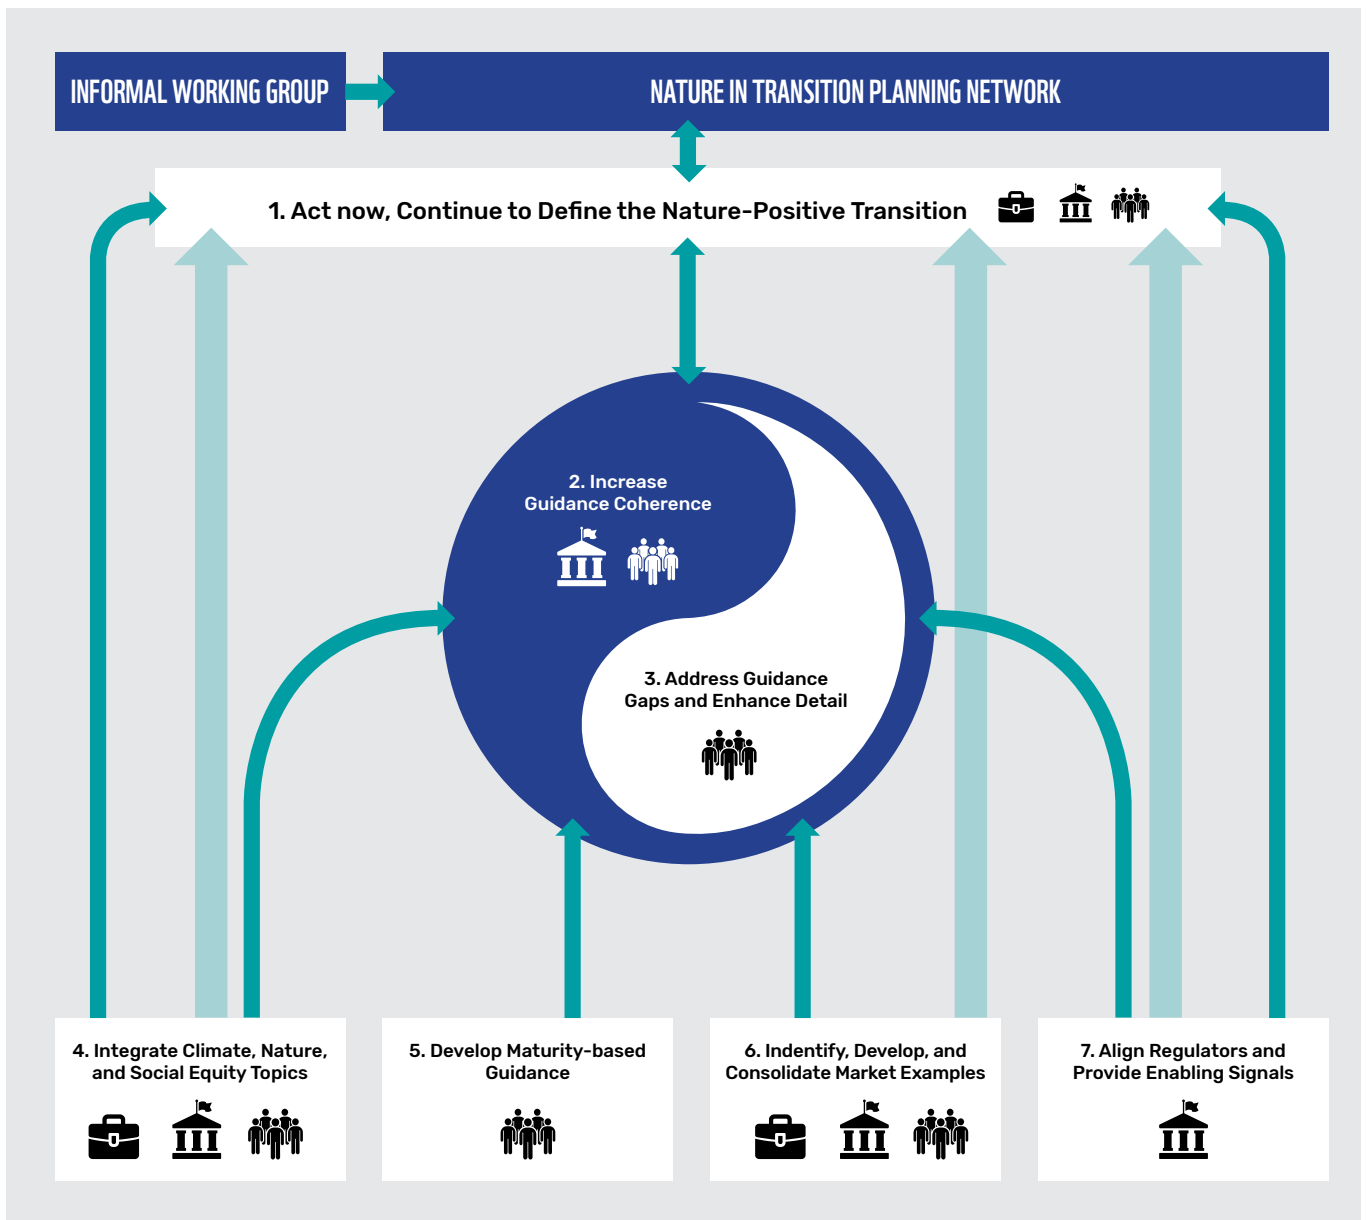 INFORMAL WORKING GROUP
NATURE IN TRANSITION PLANNING NETWORK
1. Act now, Continue to Define the Nature-Positive Transition
2. Increase
Guidance Coherence
3. Address Guidance
Gaps and Enhance Detail
4. Integrate Climate, Nature,
and Social Equity Topics
5. Develop Maturity-based
Guidance
6. Indentify, Develop, and
Consolidate Market Examples
7. Align Regulators and
Provide Enabling Signals